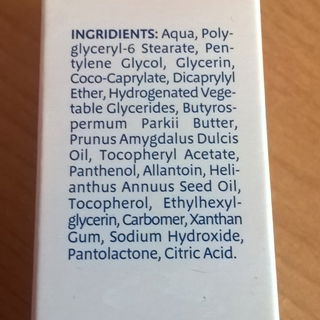 INGRIDIENTS: Aqua, Poly-
glyceryl-6 Stearate, Pen-
tylene Glycol, Glycerin,
Coco-Caprylate, Dicaprylyl
Ether, Hydrogenated Vege-
table Glycerides, Butyros-
permum Parkii Butter,
Prunus Amygdalus Dulcis
Oil, Tocopheryl Acetate,
Panthenol, Allantoin, Heli-
anthus Annuus Seed Oil,
Tocopherol, Ethylhexyl-
glycerin, Carbomer, Xanthan
Gum, Sodium Hydroxide,
Pantolactone, Citric Acid.